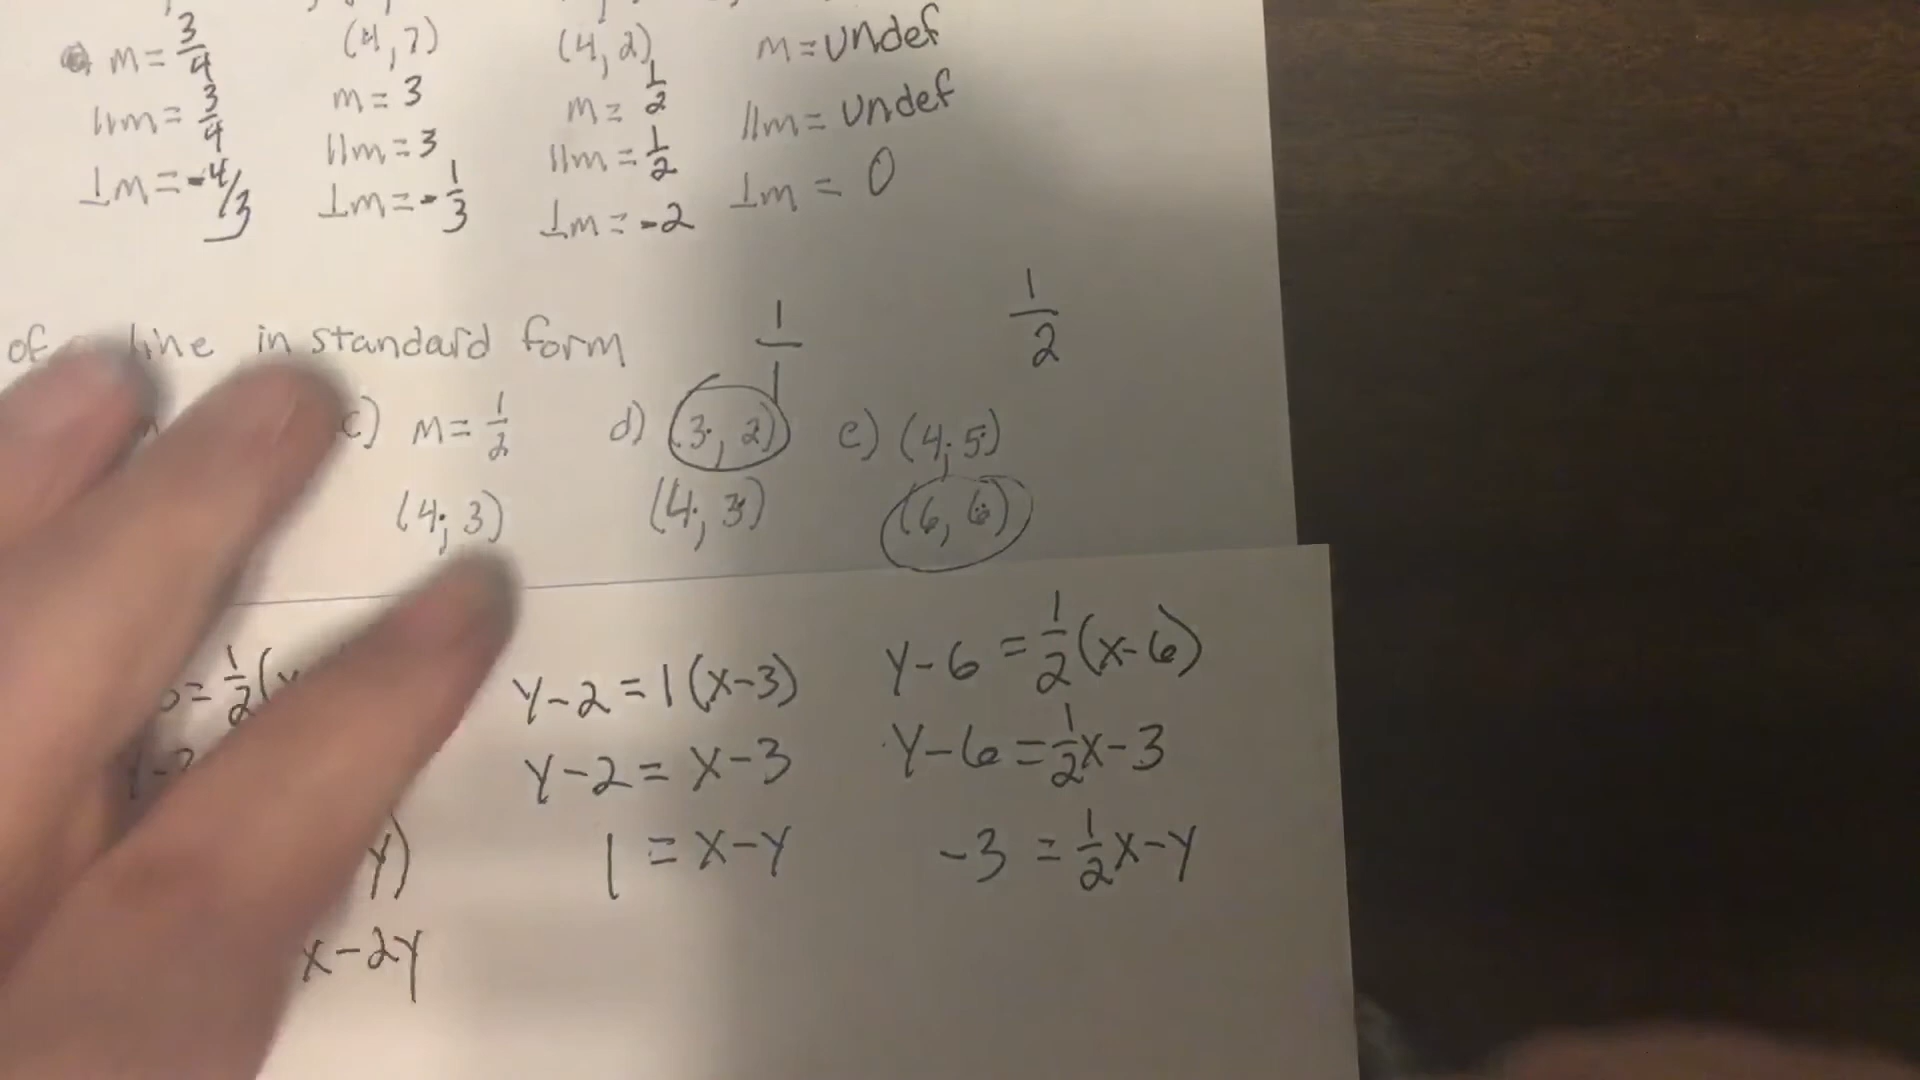 m = 3/4 (4,7) (4,2) m = undef
||m = 3/4 m = 3 m = 1/2 ||m = undef
⊥m = -4/3 ||m = 3 ||m = 1/2 ⊥m = 0
⊥m = -1/3 ⊥m = -2
of line in standard form 1/1 1/2
c) m = 1/2 d) (3, 2) e) (4, 5)
(4, 3) (4, 3) (6, 6)
= 1/2( y-2 = 1(x-3) y-6 = 1/2(x-6)
y-2 = x-3 y-6 = 1/2x-3
y) 1 = x-y -3 = 1/2x-y
x-2y